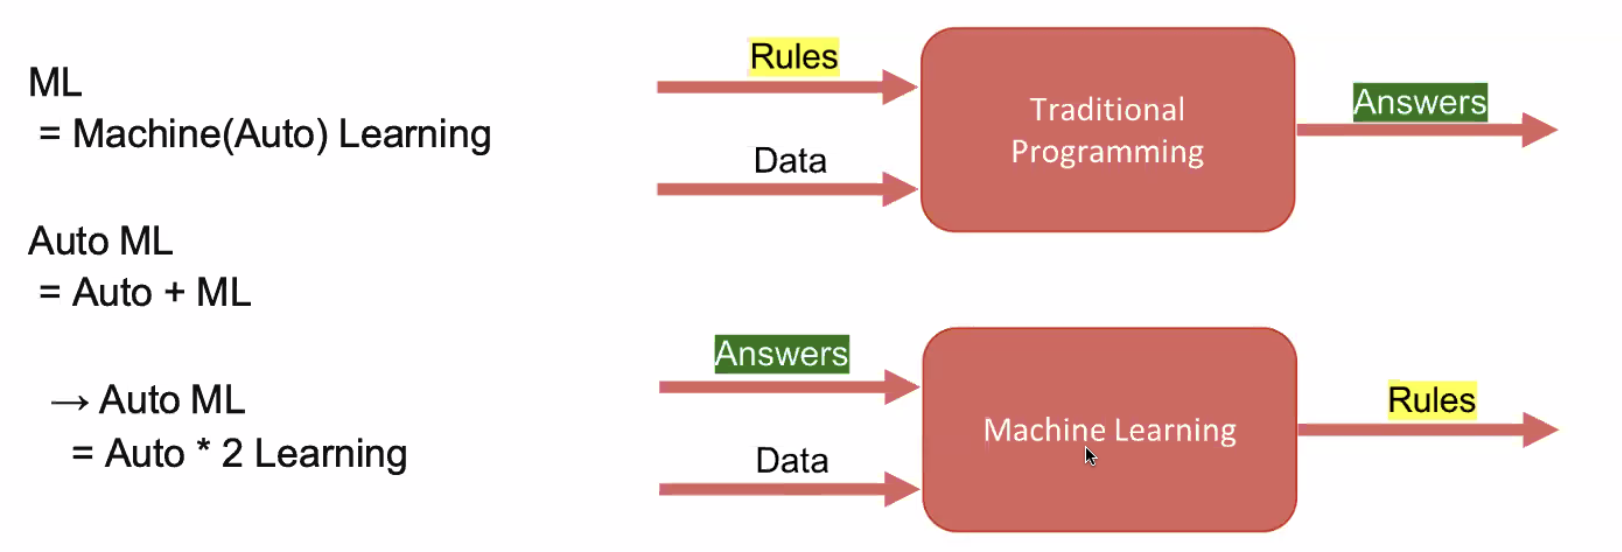 ML
= Machine(Auto) Learning
Auto ML
= Auto + ML
→ Auto ML
= Auto * 2 Learning
Rules
Data
Traditional
Programming
Answers
Answers
Data
Machine Learning
Rules